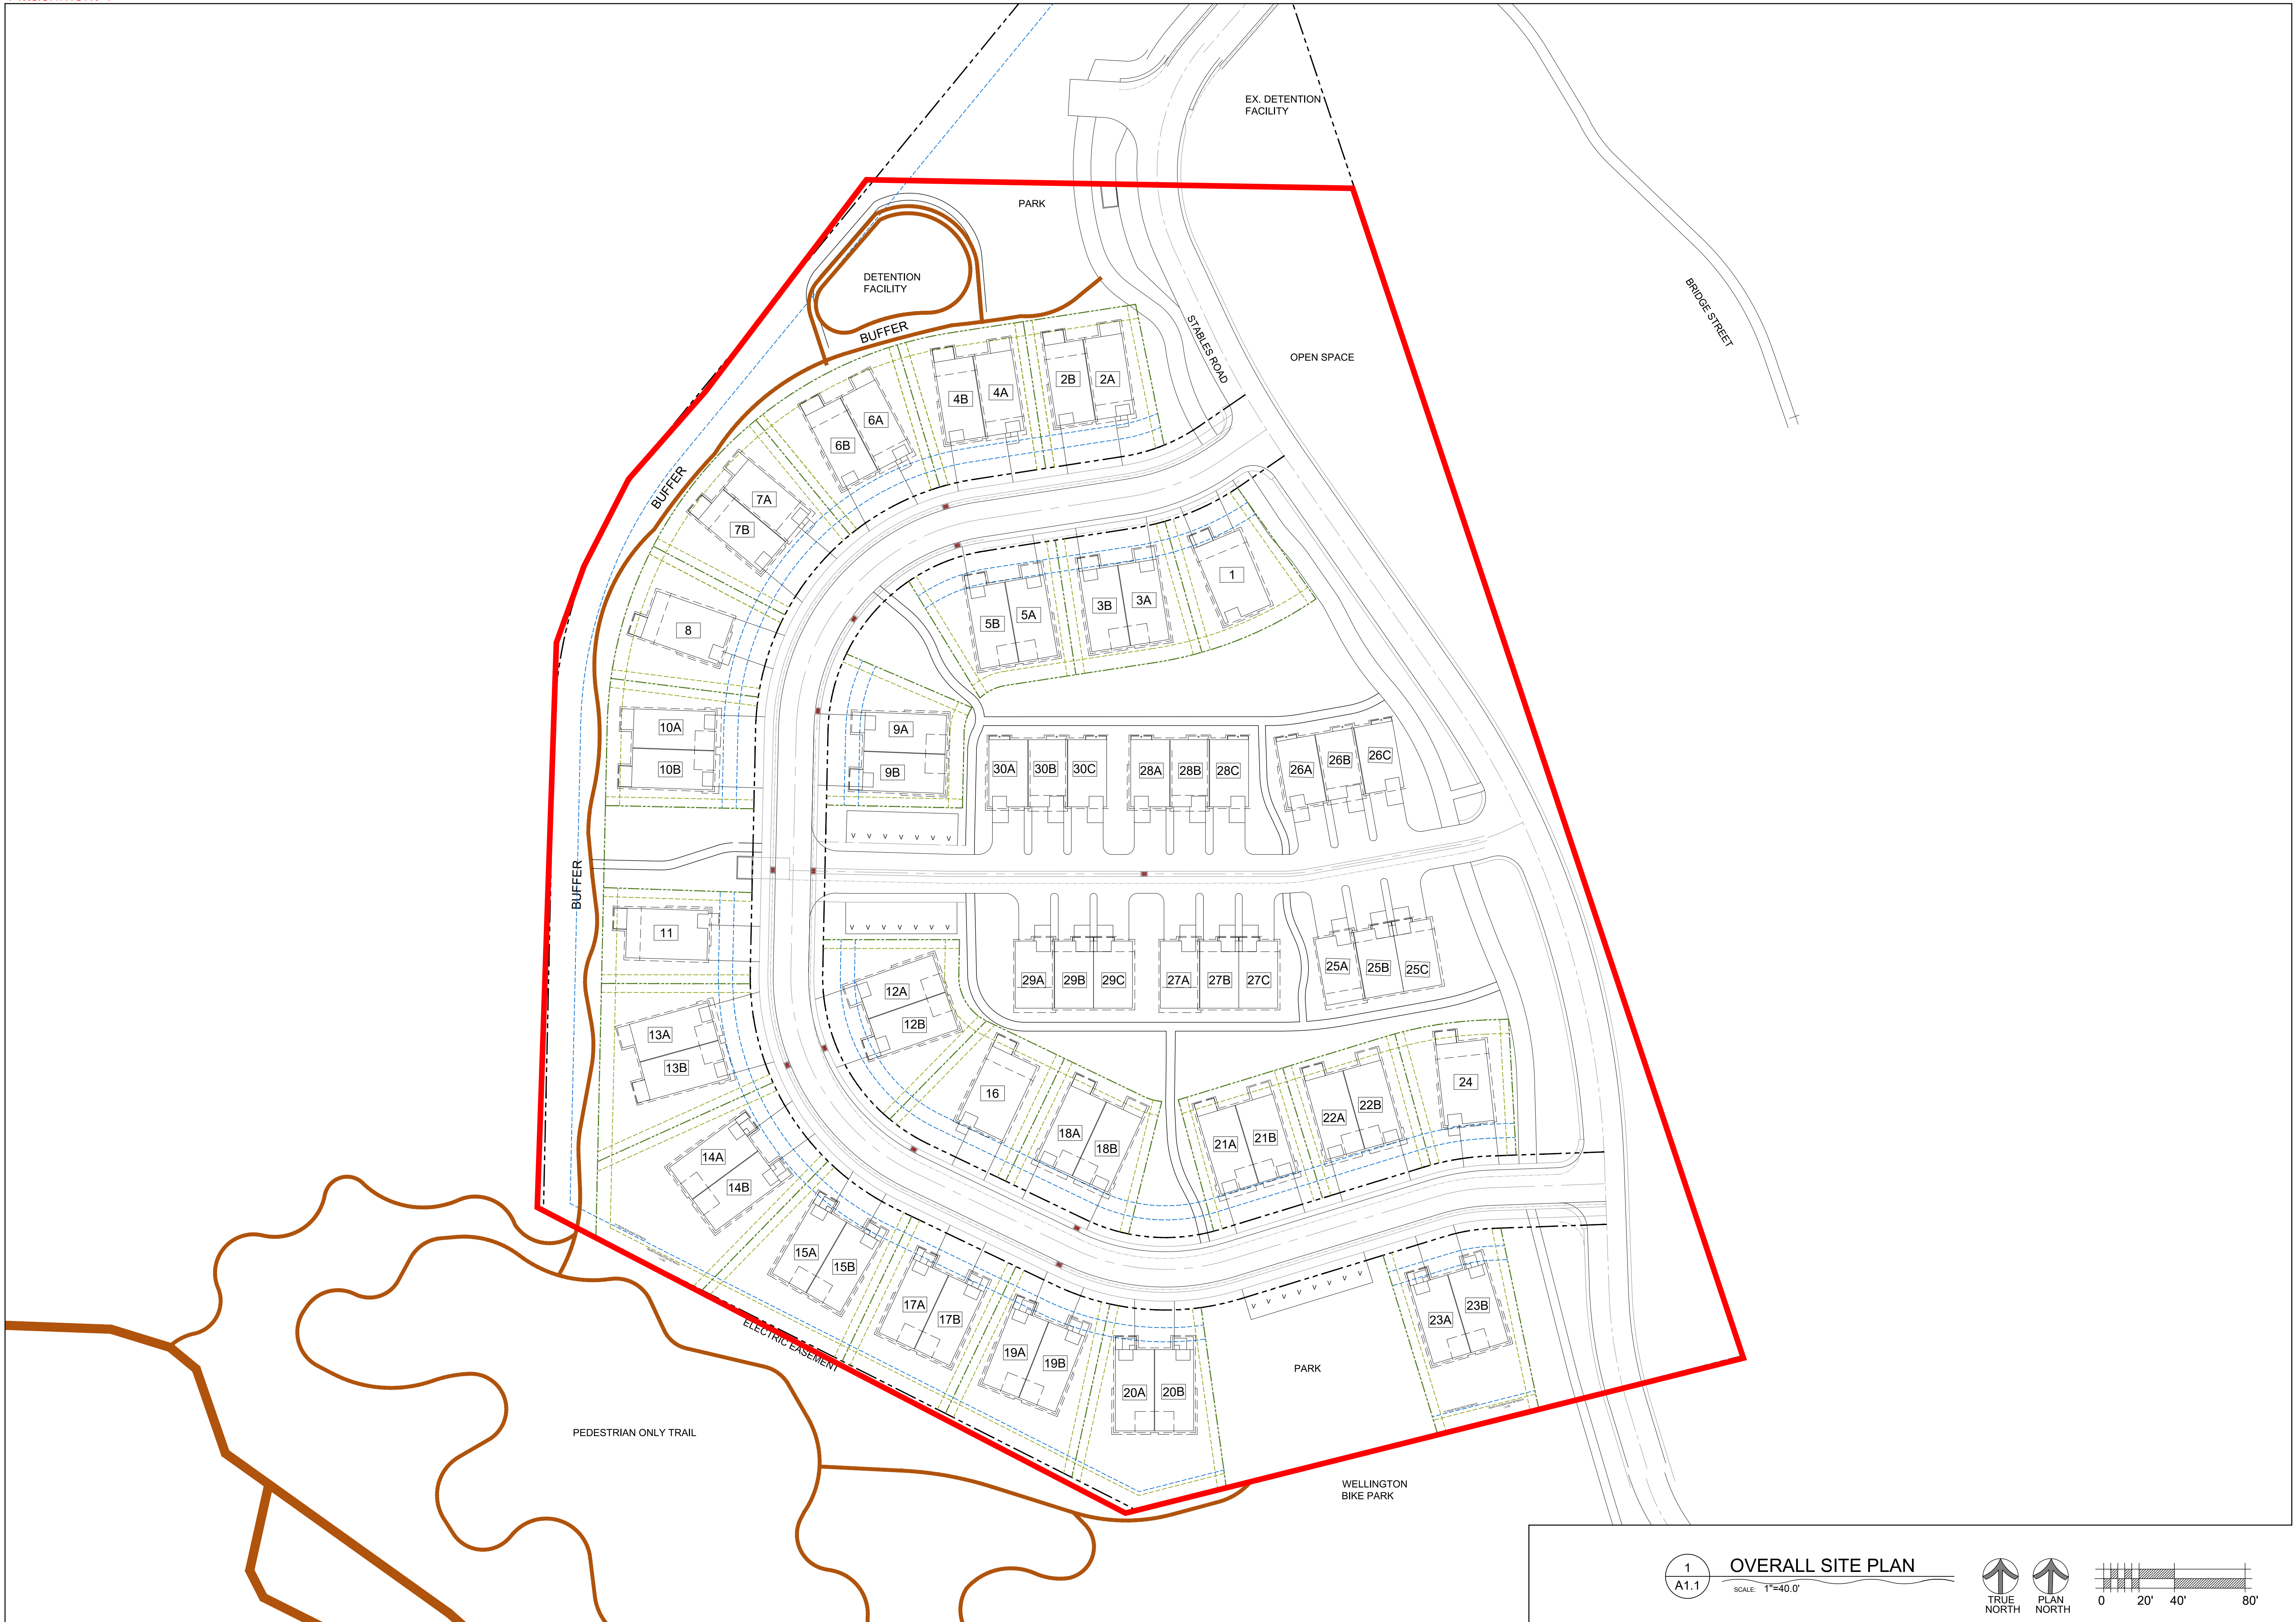 EX. DETENTION
FACILITY
PARK
DETENTION
FACILITY
BUFFER
STABLES ROAD
OPEN SPACE
BRIDGE STREET
2B
2A
4B
4A
6A
6B
BUFFER
7A
7B
1
3A
3B
5A
5B
8
10A
10B
9A
9B
30A
30B
30C
28A
28B
28C
26A
26B
26C
V V V V V V V
BUFFER
11
V V V V V V V
12A
12B
29A
29B
29C
27A
27B
27C
25A
25B
25C
13A
13B
16
18A
18B
21A
21B
22A
22B
24
14A
14B
15A
15B
17A
17B
19A
19B
20A
20B
V V V V V V V V
23A
23B
ELECTRIC EASEMENT
PARK
PEDESTRIAN ONLY TRAIL
WELLINGTON
BIKE PARK
1
A1.1
OVERALL SITE PLAN
SCALE: 1"=40.0'
TRUE
NORTH
PLAN
NORTH
0 20' 40' 80'